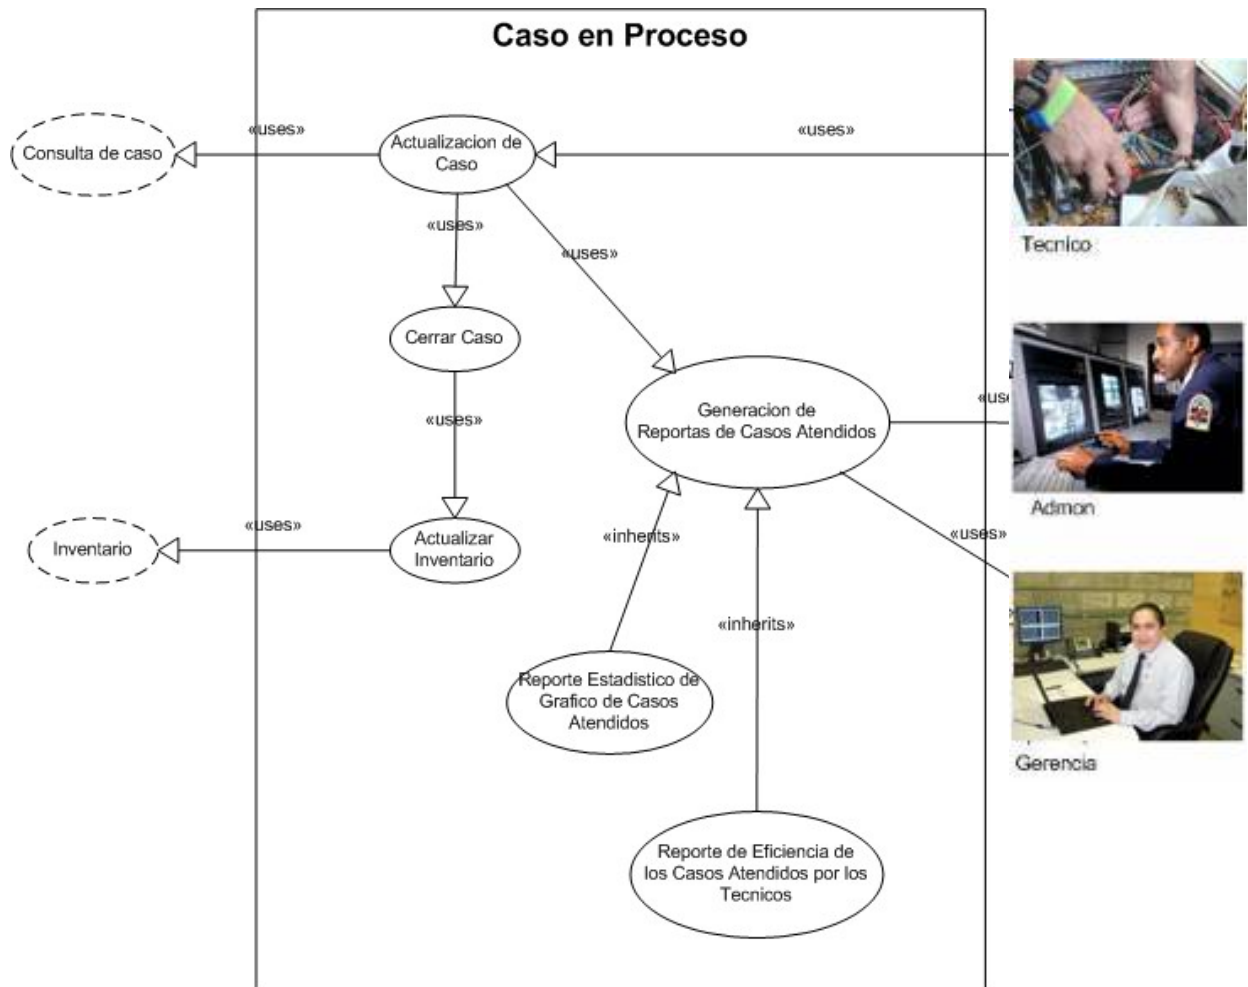 Caso en Proceso
«uses»
«uses»
Consulta de caso
Actualizacion de
Caso
«uses»
«uses»
Tecnico
Cerrar Caso
«uses»
«uses»
Generacion de
Reportas de Casos Atendidos
Admon
«uses»
Inventario
Actualizar
Inventario
«inherits»
«uses»
«inherits»
Reporte Estadistico de
Grafico de Casos
Atendidos
Gerencia
Reporte de Eficiencia de
los Casos Atendidos por los
Tecnicos